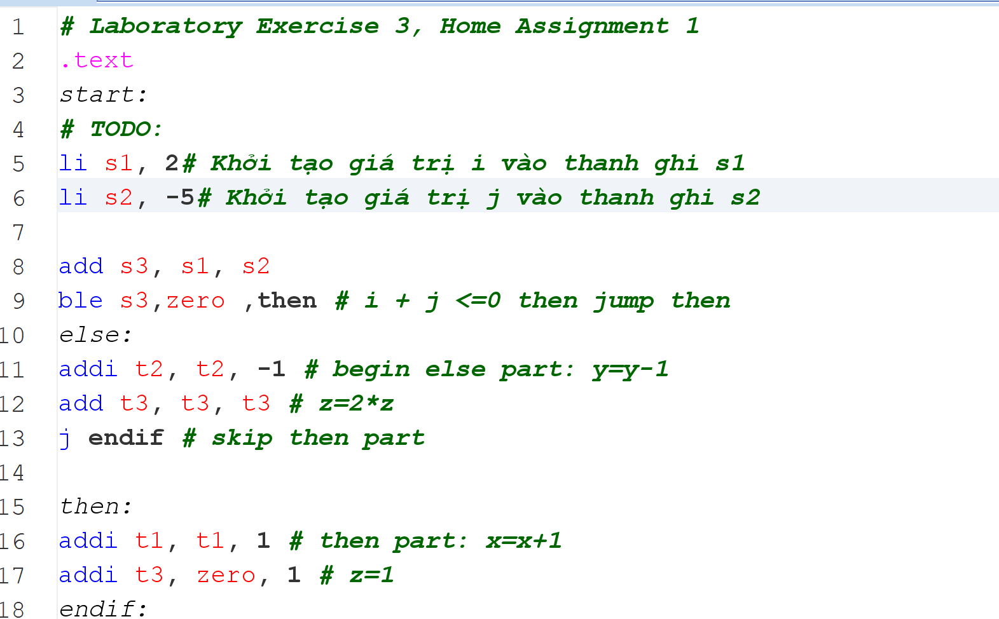 1 # Laboratory Exercise 3, Home Assignment 1
2 .text
3 start:
4 # TODO:
5 li s1, 2# Khởi tạo giá trị i vào thanh ghi s1
6 li s2, -5# Khởi tạo giá trị j vào thanh ghi s2
7
8 add s3, s1, s2
9 ble s3,zero ,then # i + j <=0 then jump then
10 else:
11 addi t2, t2, -1 # begin else part: y=y-1
12 add t3, t3, t3 # z=2*z
13 j endif # skip then part
14
15 then:
16 addi t1, t1, 1 # then part: x=x+1
17 addi t3, zero, 1 # z=1
18 endif: